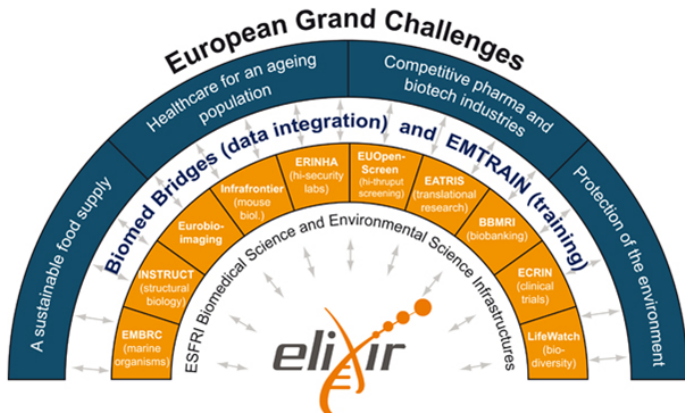 European Grand Challenges
A sustainable food supply
Healthcare for an ageing
population
Competitive pharma and
biotech industries
Protection of the environment
Biomed Bridges (data integration) and EMTRAIN (training)
EMBRC
(marine
organisms)
INSTRUCT
(structural
biology)
Eurobio-
imaging
Infrafrontier
(mouse
biol.)
ERINHA
(hi-security
labs)
EUOpen-
Screen
(hi-thruput
screening)
EATRIS
(translational
research)
BBMRI
(biobanking)
ECRIN
(clinical
trials)
LifeWatch
(bio-
diversity)
ESFRI Biomedical Science and Environmental Science Infrastructures
elixir